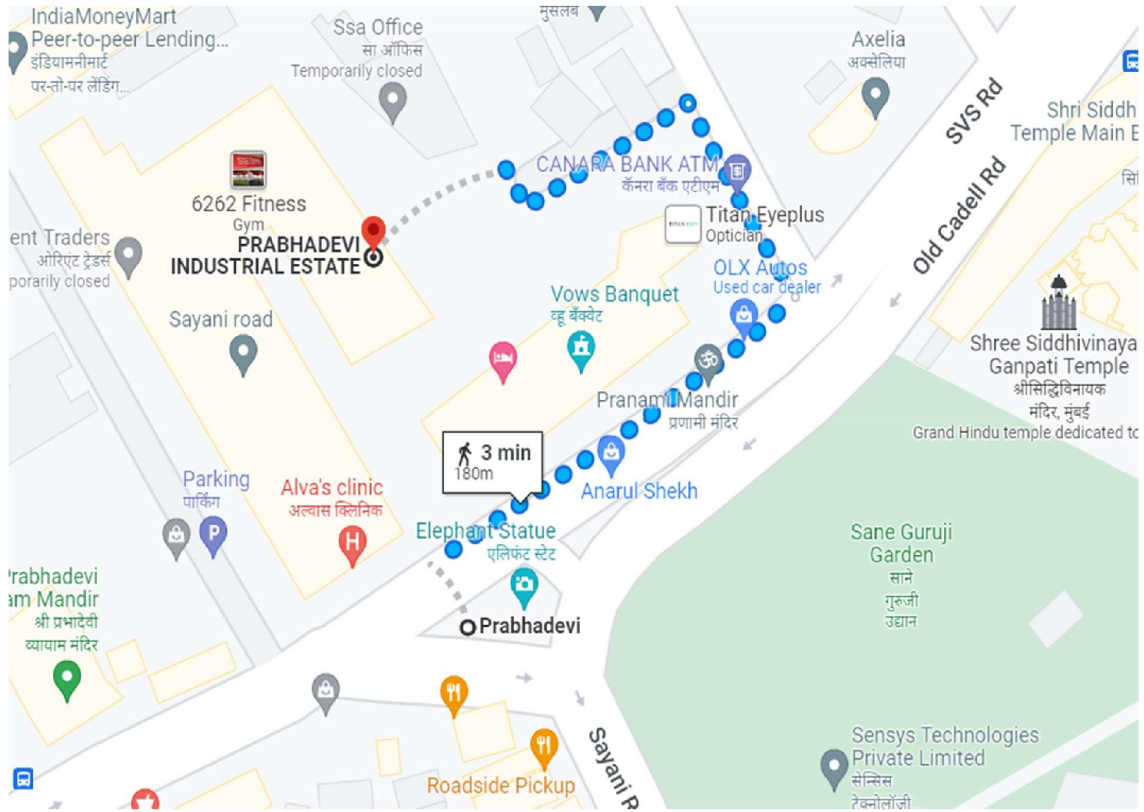 IndiaMoneyMart
Peer-to-peer Lending...
इंडियामनीमार्ट
पर-तो-पर लेंडिग...
Ssa Office
सा ऑफिस
Temporarily closed
मुसलब
Axelia
अक्सेलिया
SVS Rd
Old Cadell Rd
Shri Siddh
Temple Main E
सि
6262 Fitness
Gym
PRABHADEVI
INDUSTRIAL ESTATE
CANARA BANK ATM
कॅनरा बँक एटीएम
TITAN EYE+
Titan Eyeplus
Optician
ent Traders
ओरिएंट ट्रेडर्स
porarily closed
OLX Autos
Used car dealer
Vows Banquet
व्हू बँक्वेट
Sayani road
Shree Siddhivinaya
Ganpati Temple
श्रीसिद्धिविनायक
मंदिर, मुंबई
Grand Hindu temple dedicated to
Pranami Mandir
प्रणामी मंदिर
3 min
180m
Parking
पार्किंग
P
Alva's clinic
अल्वास क्लिनिक
H
Anarul Shekh
Elephant Statue
एलिफंट स्टेट
Sane Guruji
Garden
साने
गुरुजी
उद्यान
Prabhadevi
am Mandir
श्री प्रभादेवी
व्यायाम मंदिर
Prabhadevi
Sayani R
Roadside Pickup
Sensys Technologies
Private Limited
सेन्सिस
टेक्नोलॉजी